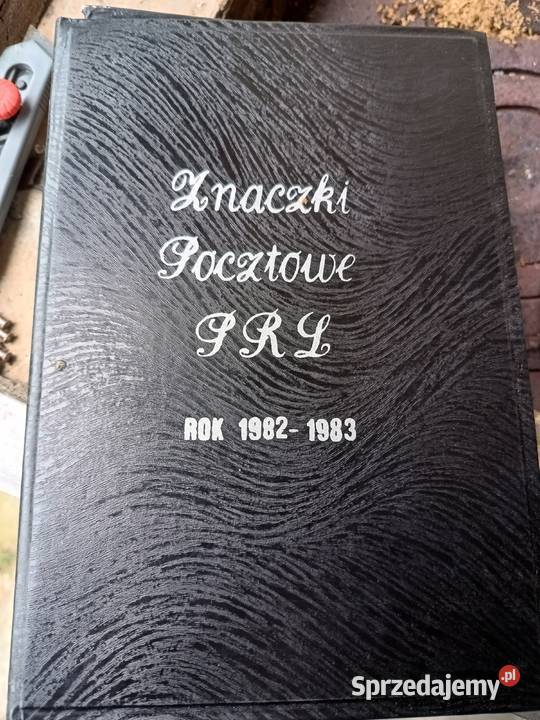 Znaczki
Pocztowe
PRL
ROK 1982-1983
Sprzedajemy.pl